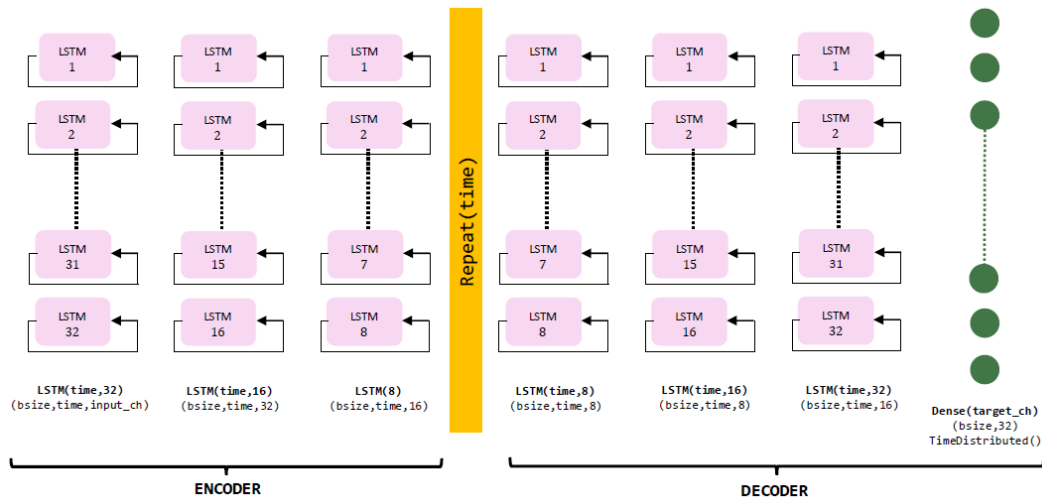 LSTM
1
LSTM
2
LSTM
31
LSTM
32
LSTM(time,32)
(bsize,time,input_ch)
LSTM
1
LSTM
2
LSTM
15
LSTM
16
LSTM(time,16)
(bsize,time,32)
LSTM
1
LSTM
2
LSTM
7
LSTM
8
LSTM(8)
(bsize,time,16)
ENCODER
Repeat(time)
LSTM
1
LSTM
2
LSTM
7
LSTM
8
LSTM(time,8)
(bsize,time,8)
LSTM
1
LSTM
2
LSTM
15
LSTM
16
LSTM(time,16)
(bsize,time,8)
LSTM
1
LSTM
2
LSTM
31
LSTM
32
LSTM(time,32)
(bsize,time,16)
Dense(target_ch)
(bsize,32)
TimeDistributed()
DECODER